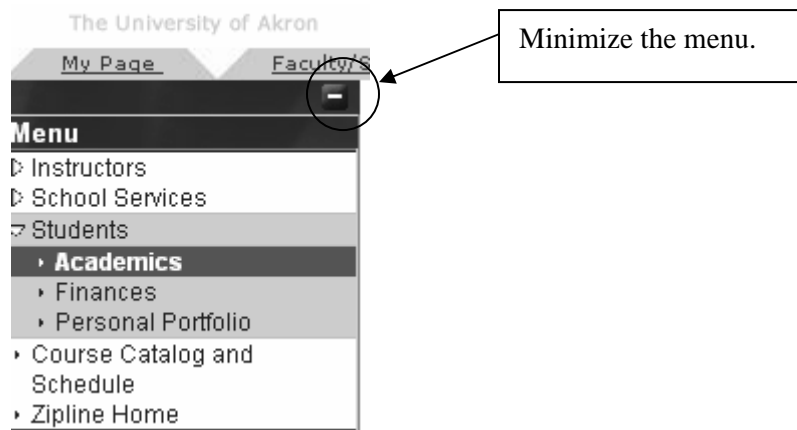 The University of Akron
Minimize the menu.
My Page Faculty/S
Menu
Instructors
School Services
Students
Academics
Finances
Personal Portfolio
Course Catalog and
Schedule
Zipline Home